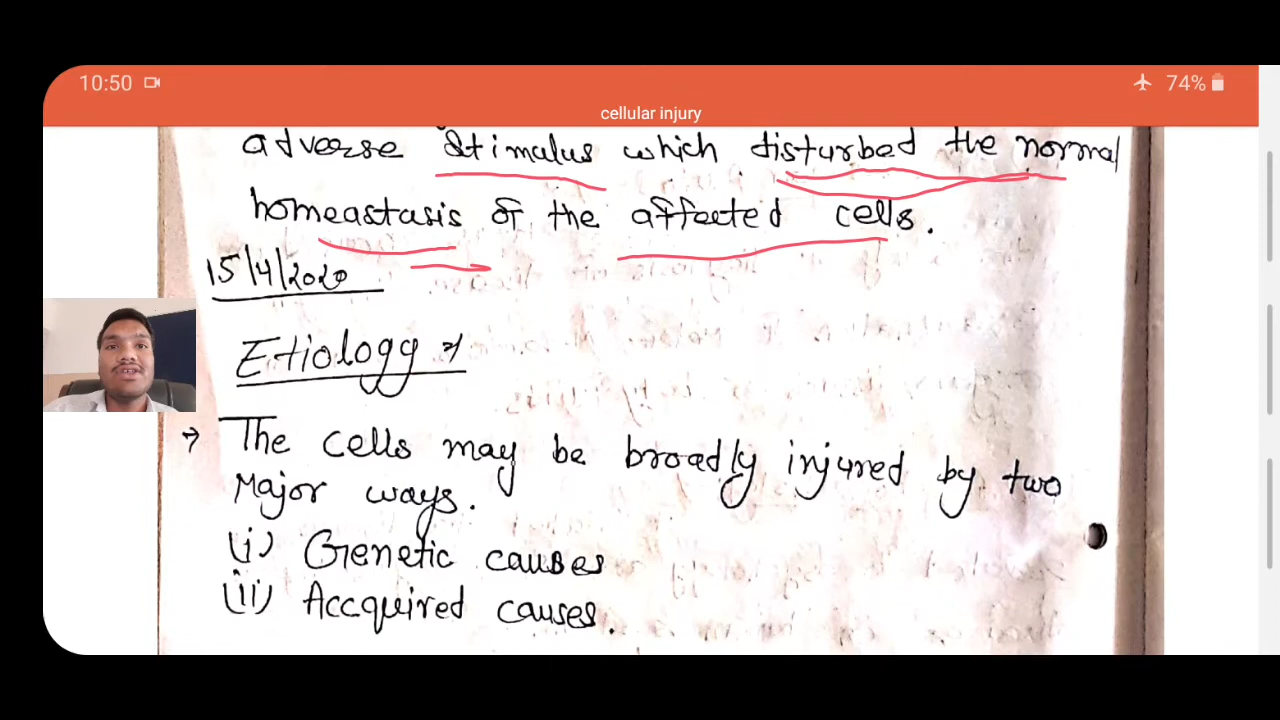 10:50
74%
cellular injury
adverse stimulus which disturbed the normal
homeastasis of the affected cells.
15/4/2020
Etiology
→ The cells may be broadly injured by two
Major ways.
(i) Genetic causes
(ii) Accquired causes.